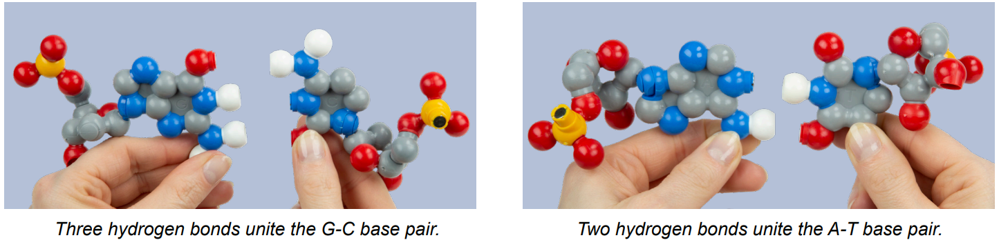 Three hydrogen bonds unite the G-C base pair.
Two hydrogen bonds unite the A-T base pair.